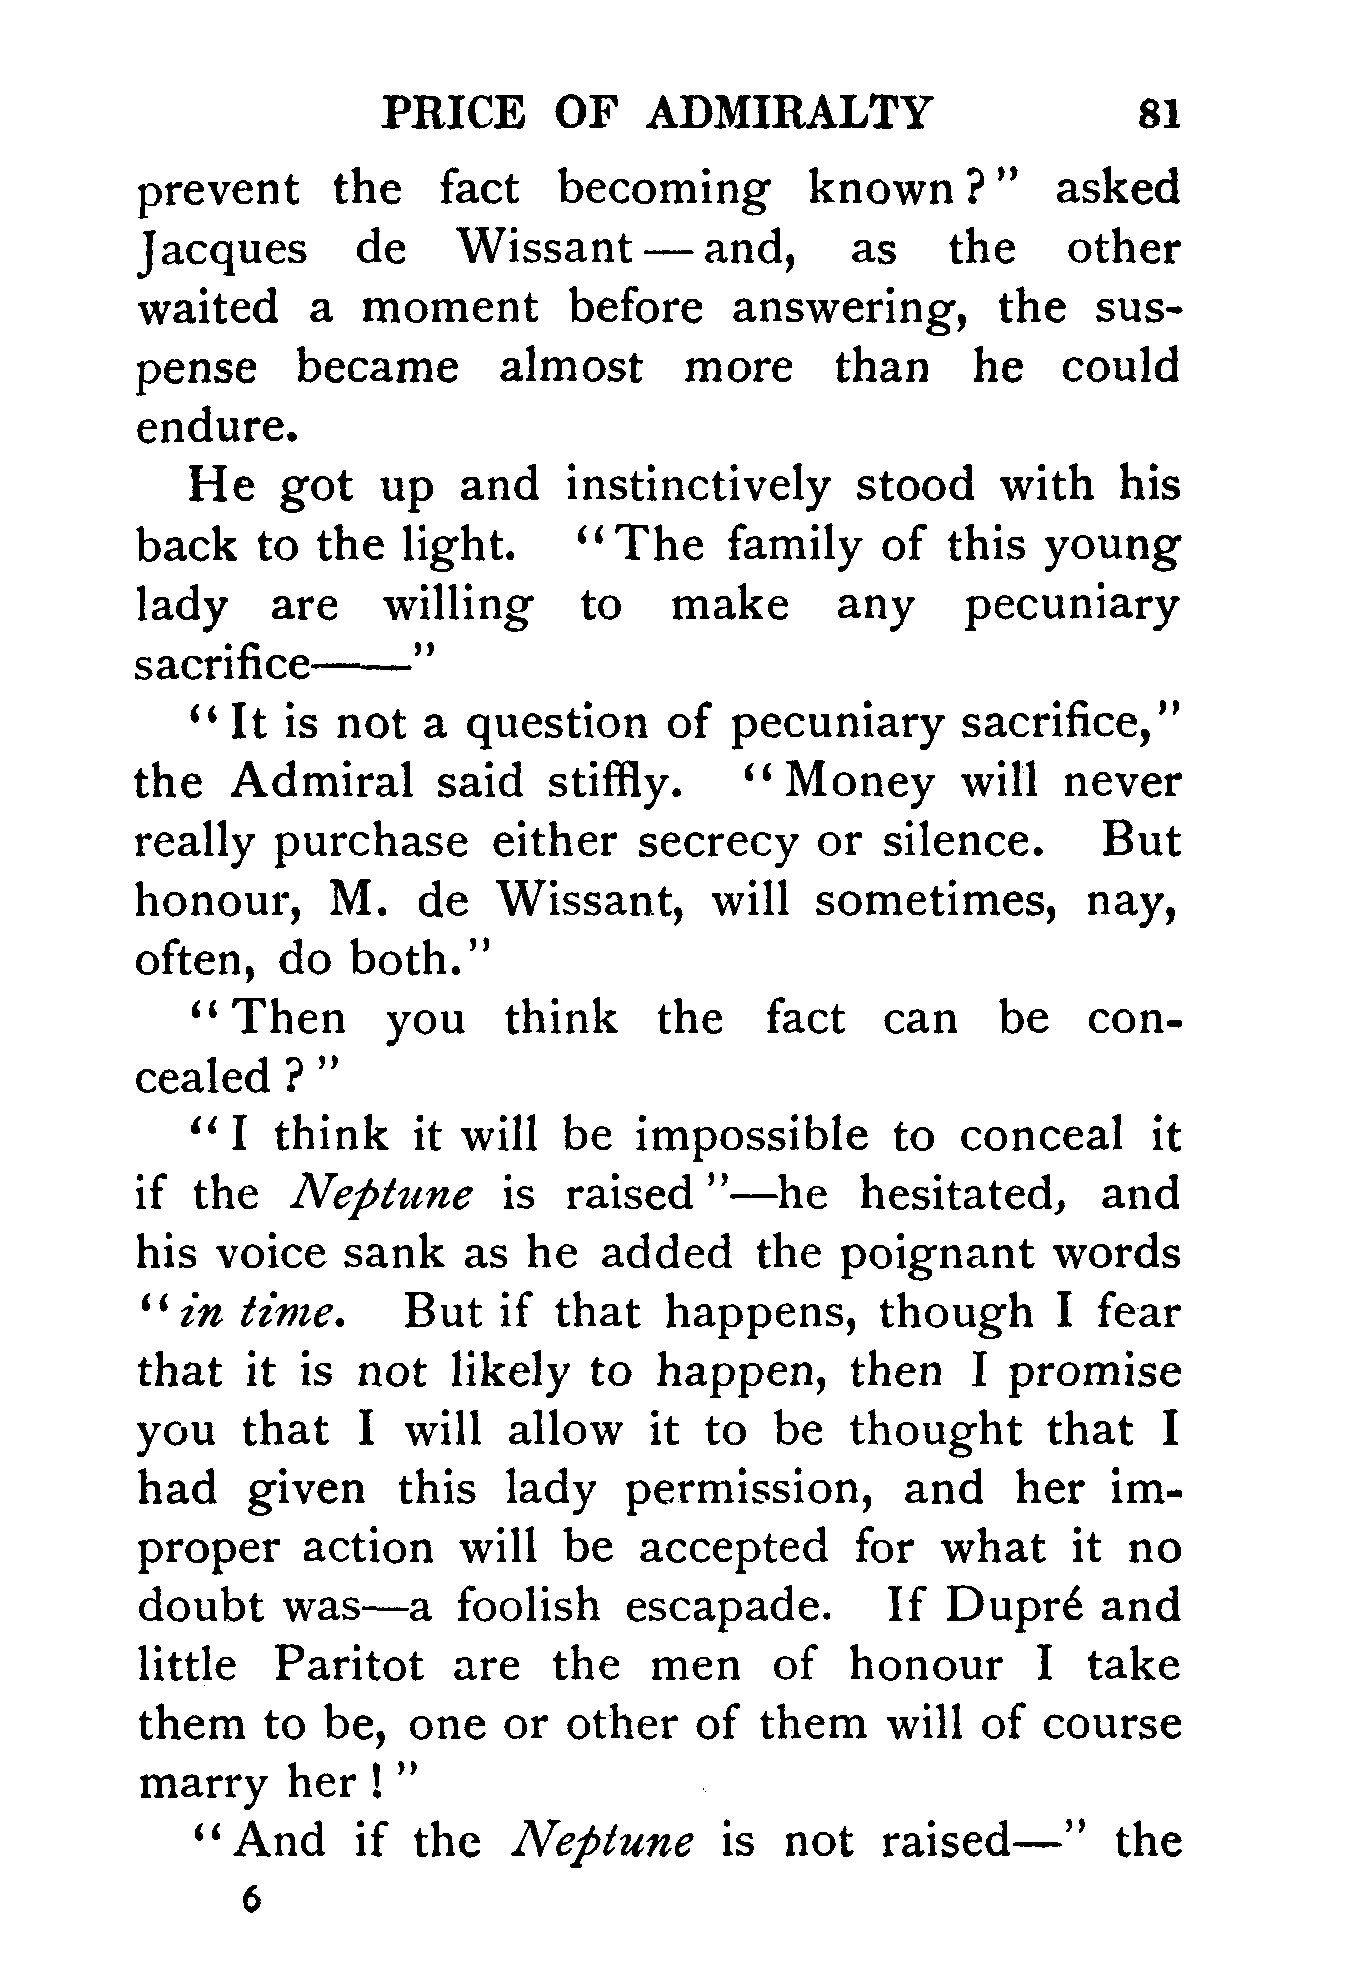 PRICE OF ADMIRALTY 81
prevent the fact becoming known?" asked
Jacques de Wissant—and, as the other
waited a moment before answering, the sus-
pense became almost more than he could
endure.
He got up and instinctively stood with his
back to the light. "The family of this young
lady are willing to make any pecuniary
sacrifice——"
"It is not a question of pecuniary sacrifice,"
the Admiral said stiffly. "Money will never
really purchase either secrecy or silence. But
honour, M. de Wissant, will sometimes, nay,
often, do both."
"Then you think the fact can be con-
cealed?"
"I think it will be impossible to conceal it
if the Neptune is raised"—he hesitated, and
his voice sank as he added the poignant words
"in time. But if that happens, though I fear
that it is not likely to happen, then I promise
you that I will allow it to be thought that I
had given this lady permission, and her im-
proper action will be accepted for what it no
doubt was—a foolish escapade. If Dupré and
little Paritot are the men of honour I take
them to be, one or other of them will of course
marry her!"
"And if the Neptune is not raised—" the
6